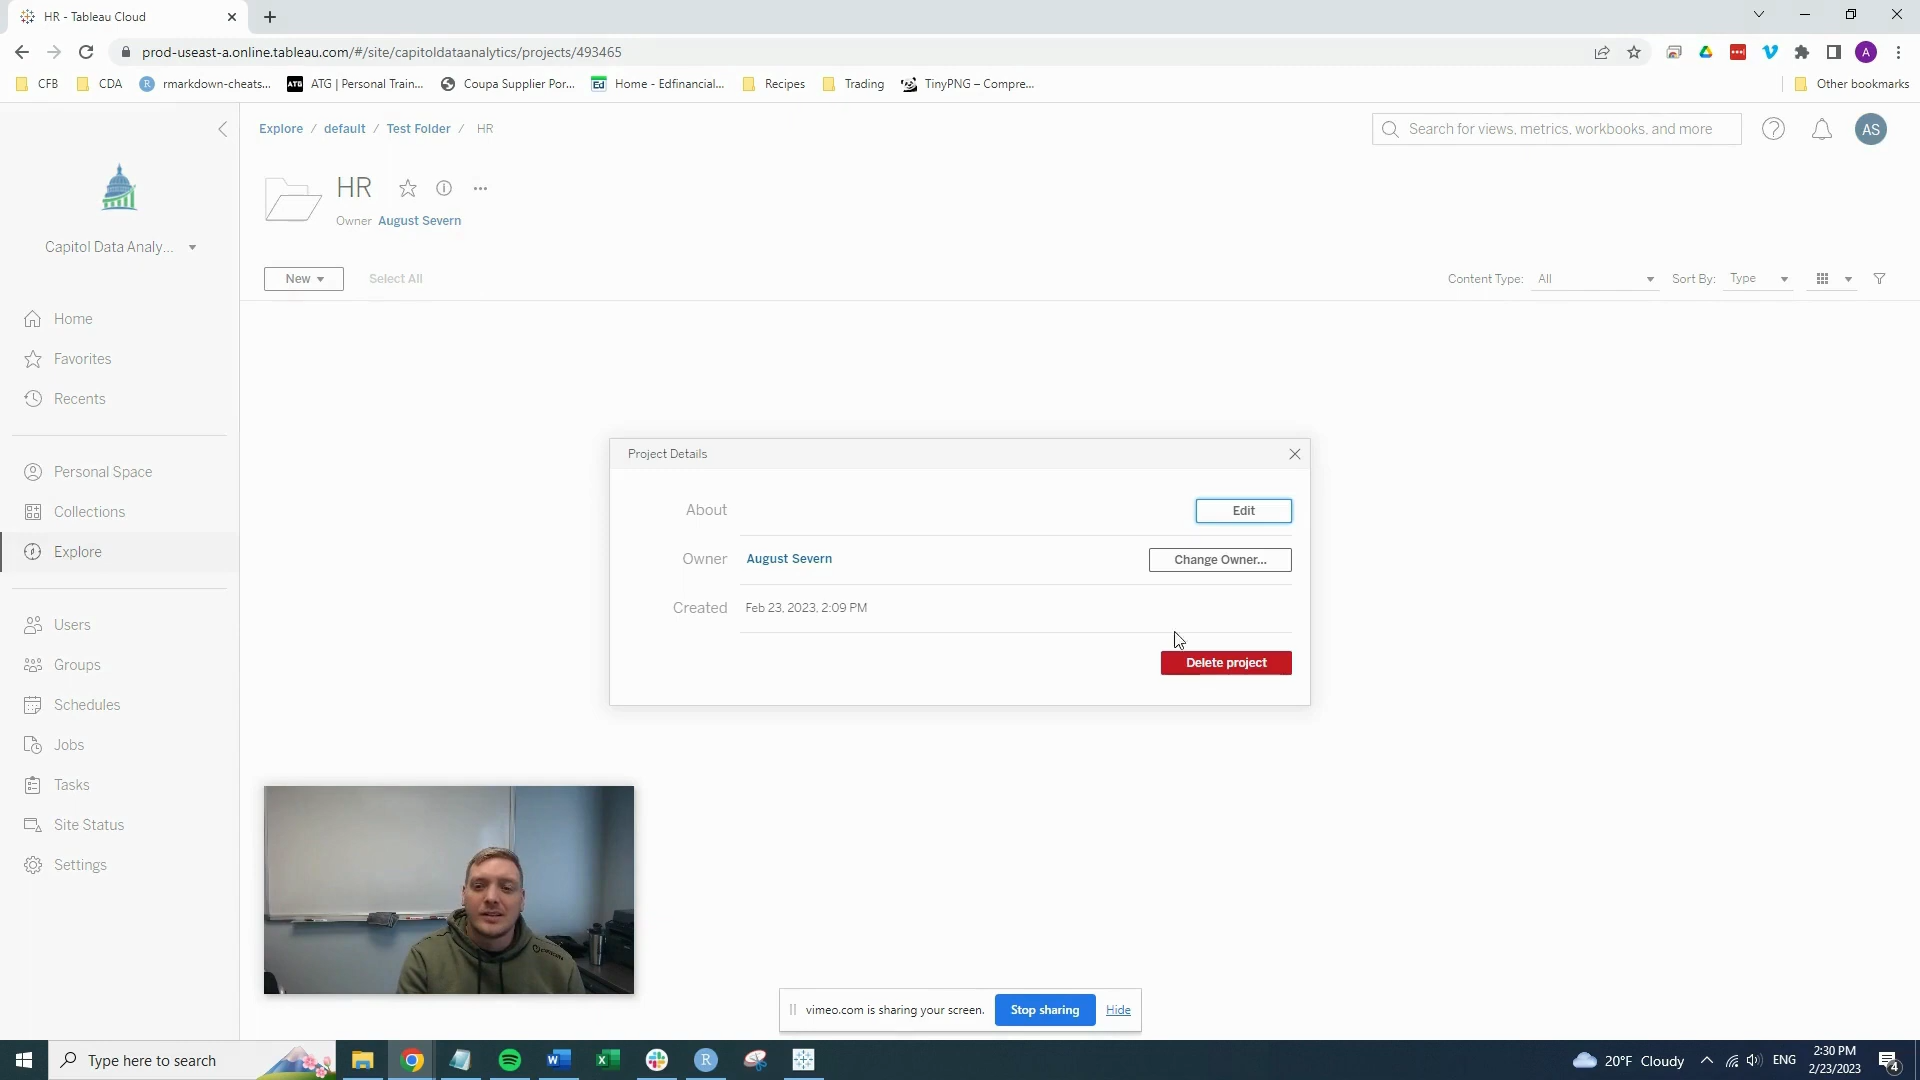 HR - Tableau Cloud
prod-useast-a.online.tableau.com/#/site/capitoldataanalytics/projects/493465
A
CFB
CDA
R
rmarkdown-cheats...
ATG
ATG | Personal Train...
Coupa Supplier Por...
Ed
Home - Edfinancial...
Recipes
Trading
TinyPNG – Compre...
Other bookmarks
Explore / default / Test Folder / HR
Search for views, metrics, workbooks, and more
AS
HR
Owner August Severn
Capitol Data Analy...
New
Select All
Content Type: All
Sort By: Type
Home
Favorites
Recents
Personal Space
Collections
Explore
Users
Groups
Schedules
Jobs
Tasks
Site Status
Settings
Project Details
About
Edit
Owner August Severn
Change Owner...
Created Feb 23, 2023, 2:09 PM
Delete project
vimeo.com is sharing your screen.
Stop sharing
Hide
Type here to search
R
20°F Cloudy
ENG
2:30 PM
2/23/2023
4